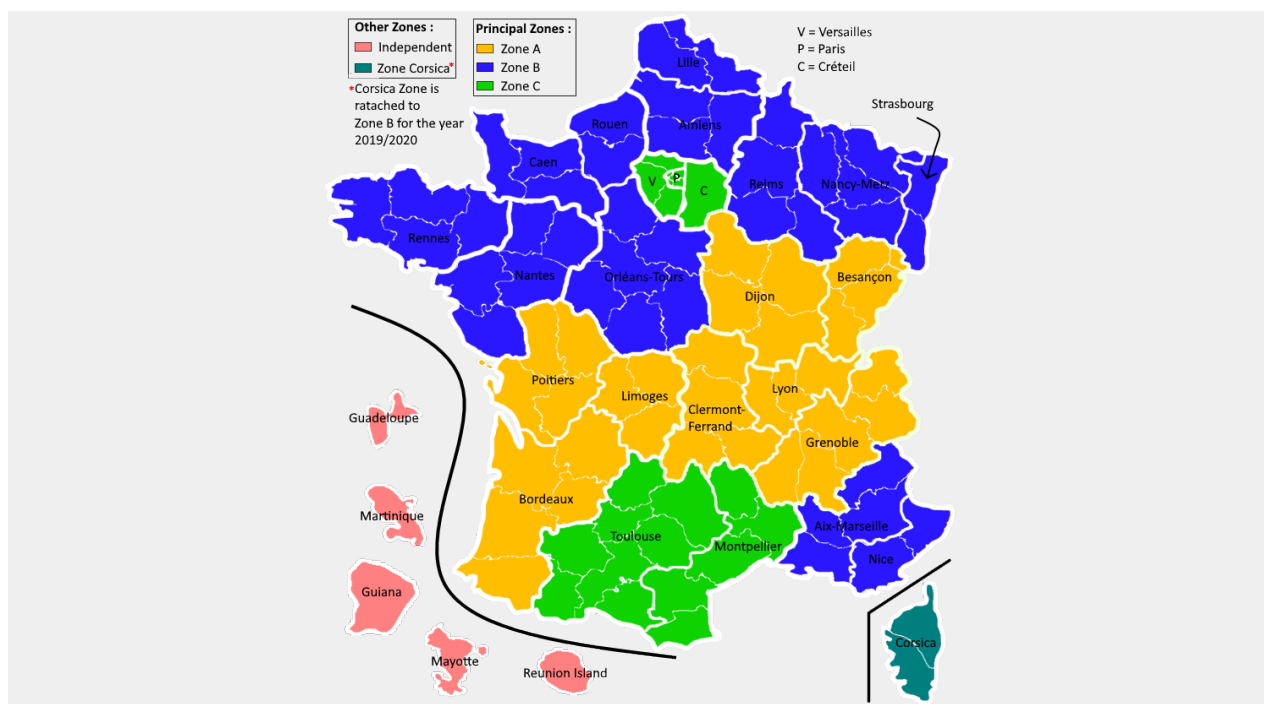 Other Zones :
Independent
Zone Corsica*
*Corsica Zone is
ratached to
Zone B for the year
2019/2020
Principal Zones :
Zone A
Zone B
Zone C
V = Versailles
P = Paris
C = Créteil
Strasbourg
Lille
Rouen
Amiens
Caen
V
P
C
Reims
Nancy-Metz
Rennes
Nantes
Orléans-Tours
Dijon
Besançon
Poitiers
Limoges
Clermont-
Ferrand
Lyon
Grenoble
Bordeaux
Toulouse
Montpellier
Aix-Marseille
Nice
Guadeloupe
Martinique
Guiana
Mayotte
Reunion Island
Corsica